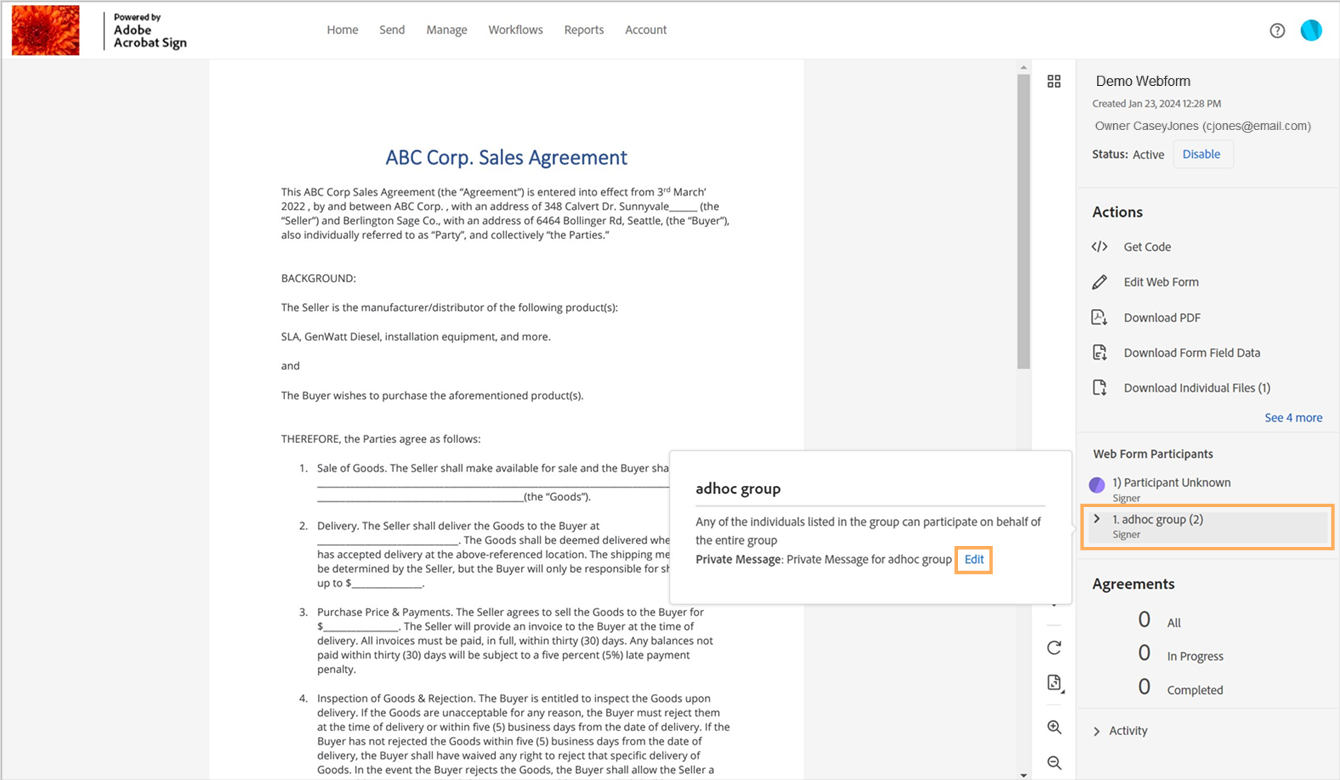 Powered by
Adobe
Acrobat Sign
Home Send Manage Workflows Reports Account
ABC Corp. Sales Agreement
This ABC Corp Sales Agreement (the “Agreement”) is entered into effect from 3rd March’
2022 , by and between ABC Corp. , with an address of 348 Calvert Dr. Sunnyvale_____ (the
“Seller”) and Berlington Sage Co., with an address of 6464 Bollinger Rd, Seattle, (the “Buyer”),
also individually referred to as “Party”, and collectively “the Parties.”
BACKGROUND:
The Seller is the manufacturer/distributor of the following product(s):
SLA, GenWatt Diesel, installation equipment, and more.
and
The Buyer wishes to purchase the aforementioned product(s).
THEREFORE, the Parties agree as follows:
1. Sale of Goods. The Seller shall make available for sale and the Buyer sha
______________________________________(the “Goods”).
2. Delivery. The Seller shall deliver the Goods to the Buyer at
__________________________. The Goods shall be deemed delivered whe
has accepted delivery at the above-referenced location. The shipping me
be determined by the Seller, but the Buyer will only be responsible for sh
up to $_____________.
3. Purchase Price & Payments. The Seller agrees to sell the Goods to the Buyer for
$______________. The Seller will provide an invoice to the Buyer at the time of
delivery. All invoices must be paid, in full, within thirty (30) days. Any balances not
paid within thirty (30) days will be subject to a five percent (5%) late payment
penalty.
4. Inspection of Goods & Rejection. The Buyer is entitled to inspect the Goods upon
delivery. If the Goods are unacceptable for any reason, the Buyer must reject them
at the time of delivery or within five (5) business days from the date of delivery. If the
Buyer has not rejected the Goods within five (5) business days from the date of
delivery, the Buyer shall have waived any right to reject that specific delivery of
Goods. In the event the Buyer rejects the Goods, the Buyer shall allow the Seller a
adhoc group
Any of the individuals listed in the group can participate on behalf of
the entire group
Private Message: Private Message for adhoc group Edit
Demo Webform
Created Jan 23, 2024 12:28 PM
Owner CaseyJones (cjones@email.com)
Status: Active Disable
Actions
Get Code
Edit Web Form
Download PDF
Download Form Field Data
Download Individual Files (1)
See 4 more
Web Form Participants
1) Participant Unknown
Signer
1. adhoc group (2)
Signer
Agreements
0 All
0 In Progress
0 Completed
Activity